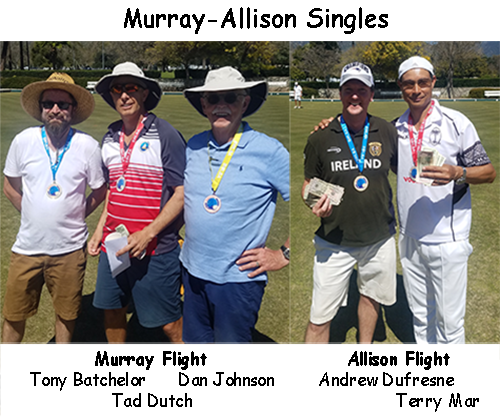 Murray-Allison Singles
IRELAND
Murray Flight
Tony Batchelor Dan Johnson
Tad Dutch
Allison Flight
Andrew Dufresne
Terry Mar